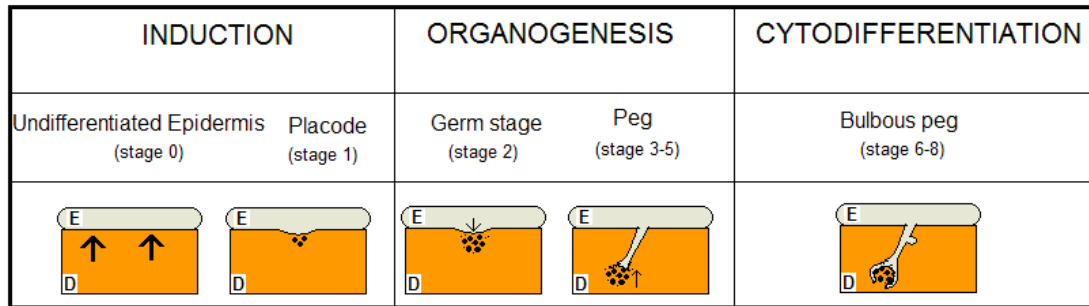 INDUCTION
ORGANOGENESIS
CYTODIFFERENTIATION
Undifferentiated Epidermis
(stage 0)
Placode
(stage 1)
Germ stage
(stage 2)
Peg
(stage 3-5)
Bulbous peg
(stage 6-8)
E
D
E
D
E
D
E
D
E
D